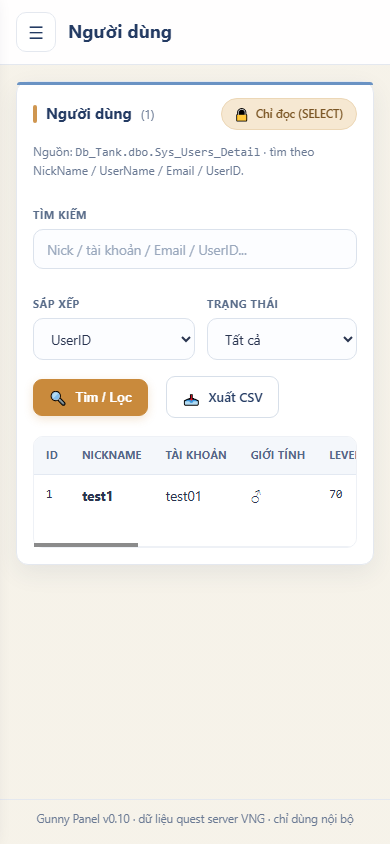 Người dùng
Người dùng (1)
Chỉ đọc (SELECT)
Nguồn: Db_Tank.dbo.Sys_Users_Detail · tìm theo
NickName / UserName / Email / UserID.
TÌM KIẾM
Nick / tài khoản / Email / UserID...
SẮP XẾP
TRẠNG THÁI
UserID
Tất cả
Tìm / Lọc
Xuất CSV
ID NICKNAME TÀI KHOẢN GIỚI TÍNH LEVE
1 test1 test01 ♂ 70
Gunny Panel v0.10 · dữ liệu quest server VNG · chỉ dùng nội bộ